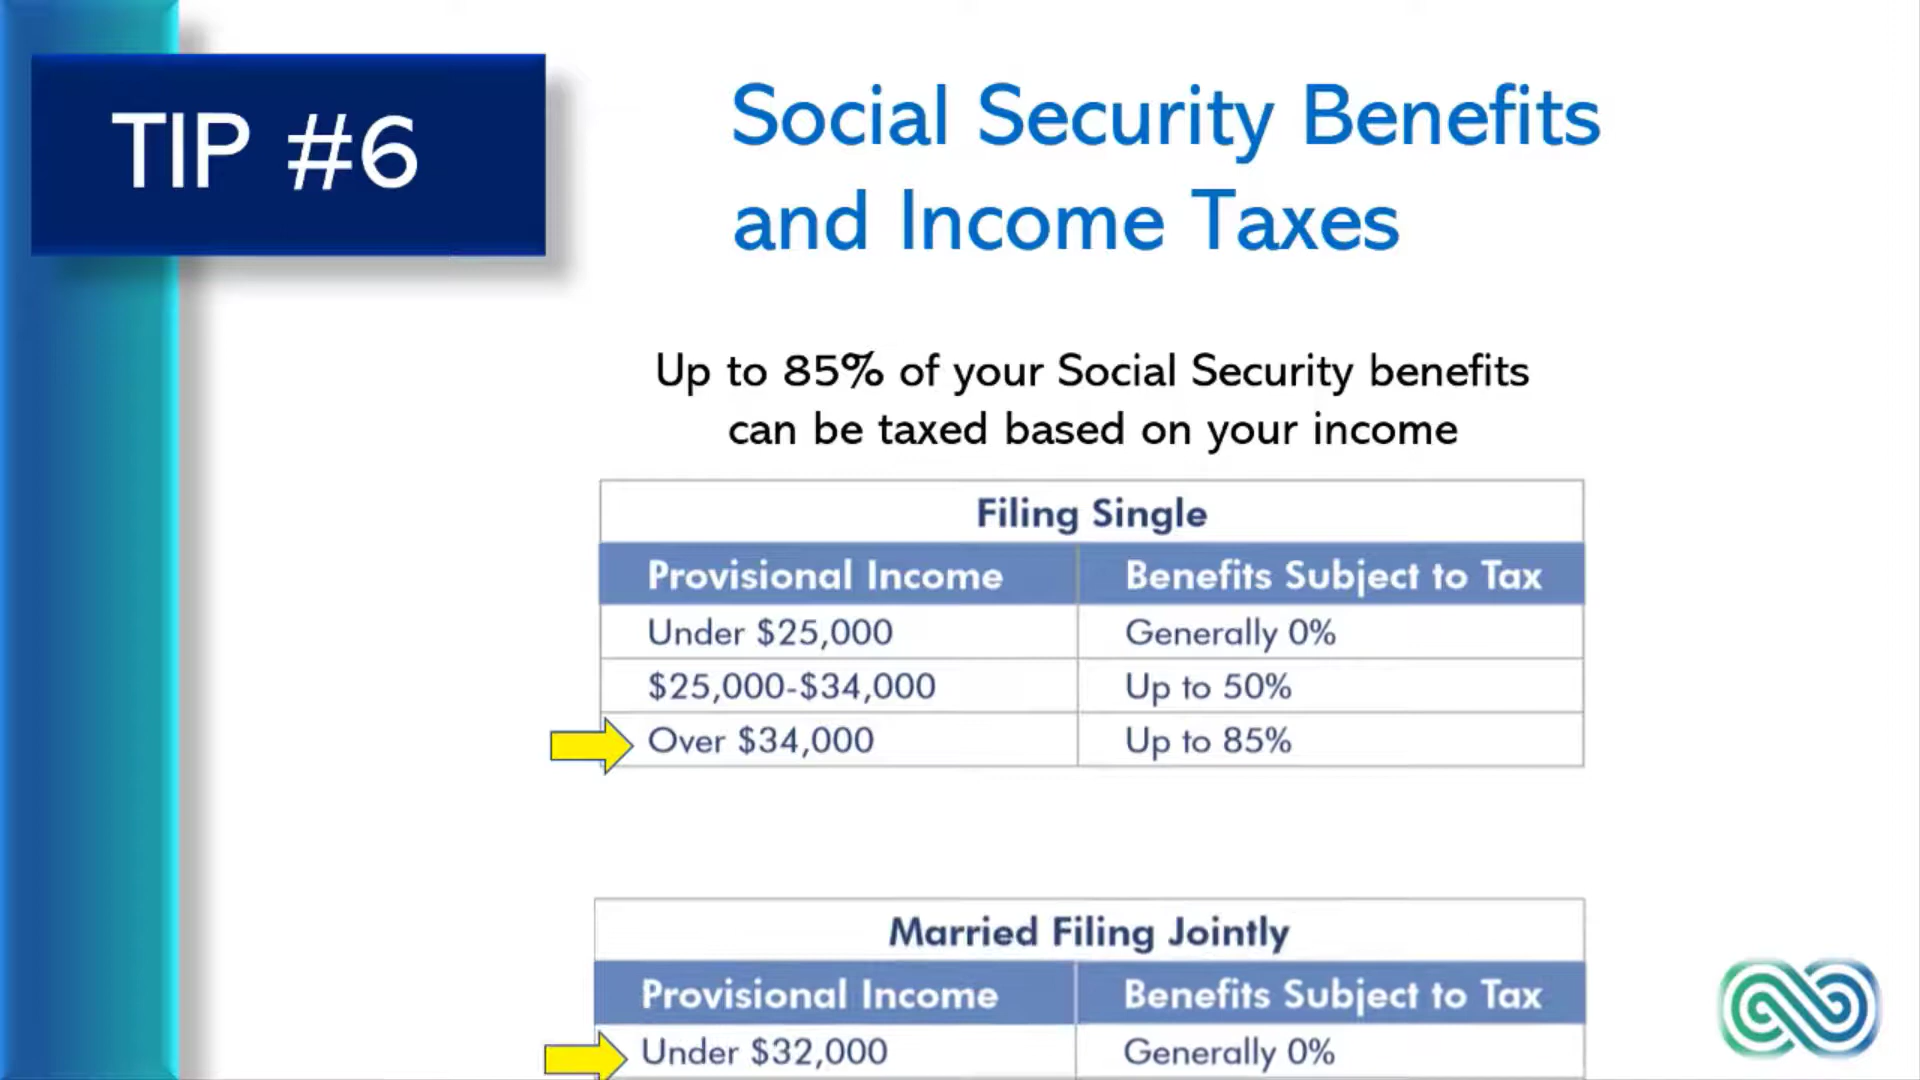 TIP #6
Social Security Benefits
and Income Taxes
Up to 85% of your Social Security benefits
can be taxed based on your income
Filing Single
Provisional Income Benefits Subject to Tax
Under $25,000 Generally 0%
$25,000-$34,000 Up to 50%
Over $34,000 Up to 85%
Married Filing Jointly
Provisional Income Benefits Subject to Tax
Under $32,000 Generally 0%